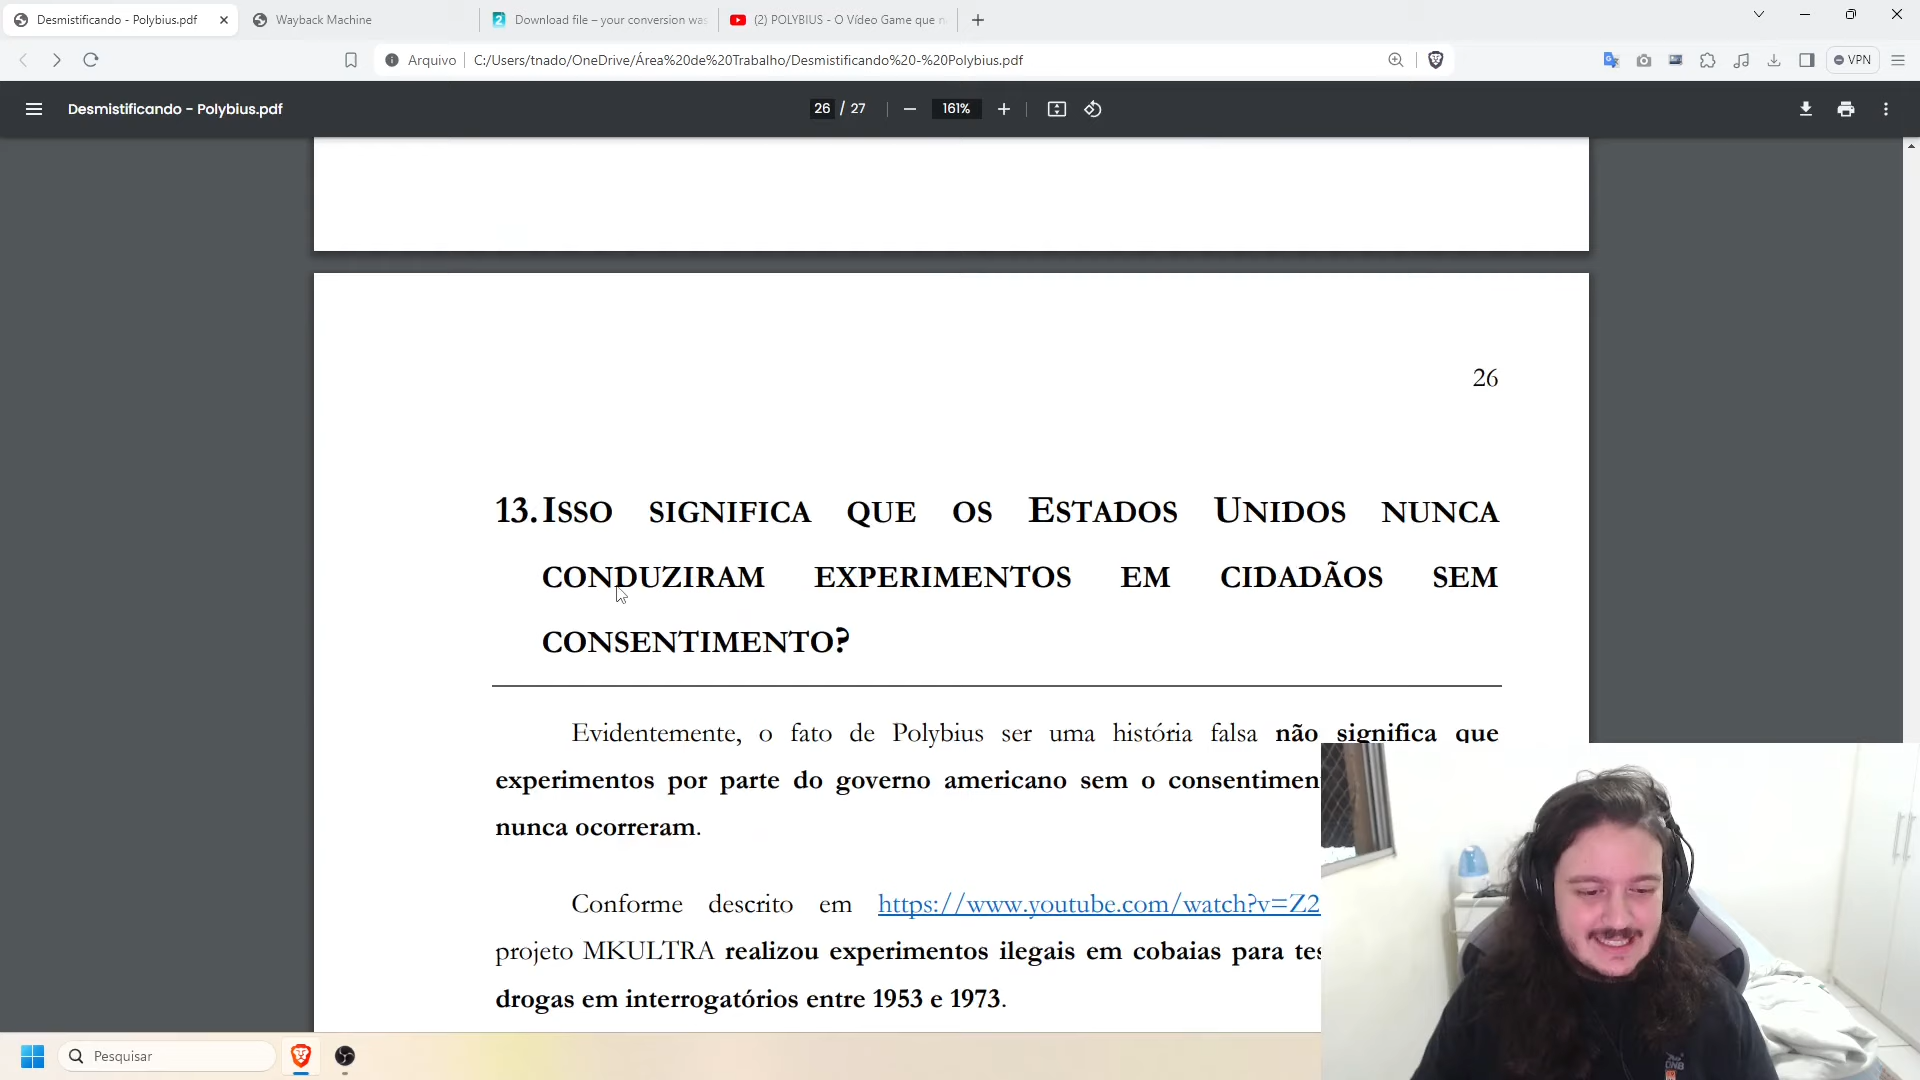 Desmistificando - Polybius.pdf
Wayback Machine
Download file – your conversion was
(2) POLYBIUS - O Vídeo Game que n
Arquivo
C:/Users/tnado/OneDrive/Área%20de%20Trabalho/Desmistificando%20-%20Polybius.pdf
VPN
Desmistificando - Polybius.pdf
26 / 27
161%
26
13. ISSO SIGNIFICA QUE OS ESTADOS UNIDOS NUNCA
CONDUZIRAM EXPERIMENTOS EM CIDADÃOS SEM
CONSENTIMENTO?
Evidentemente, o fato de Polybius ser uma história falsa não significa que
experimentos por parte do governo americano sem o consentimen
nunca ocorreram.
Conforme descrito em https://www.youtube.com/watch?v=Z2
projeto MKULTRA realizou experimentos ilegais em cobaias para tes
drogas em interrogatórios entre 1953 e 1973.
Pesquisar